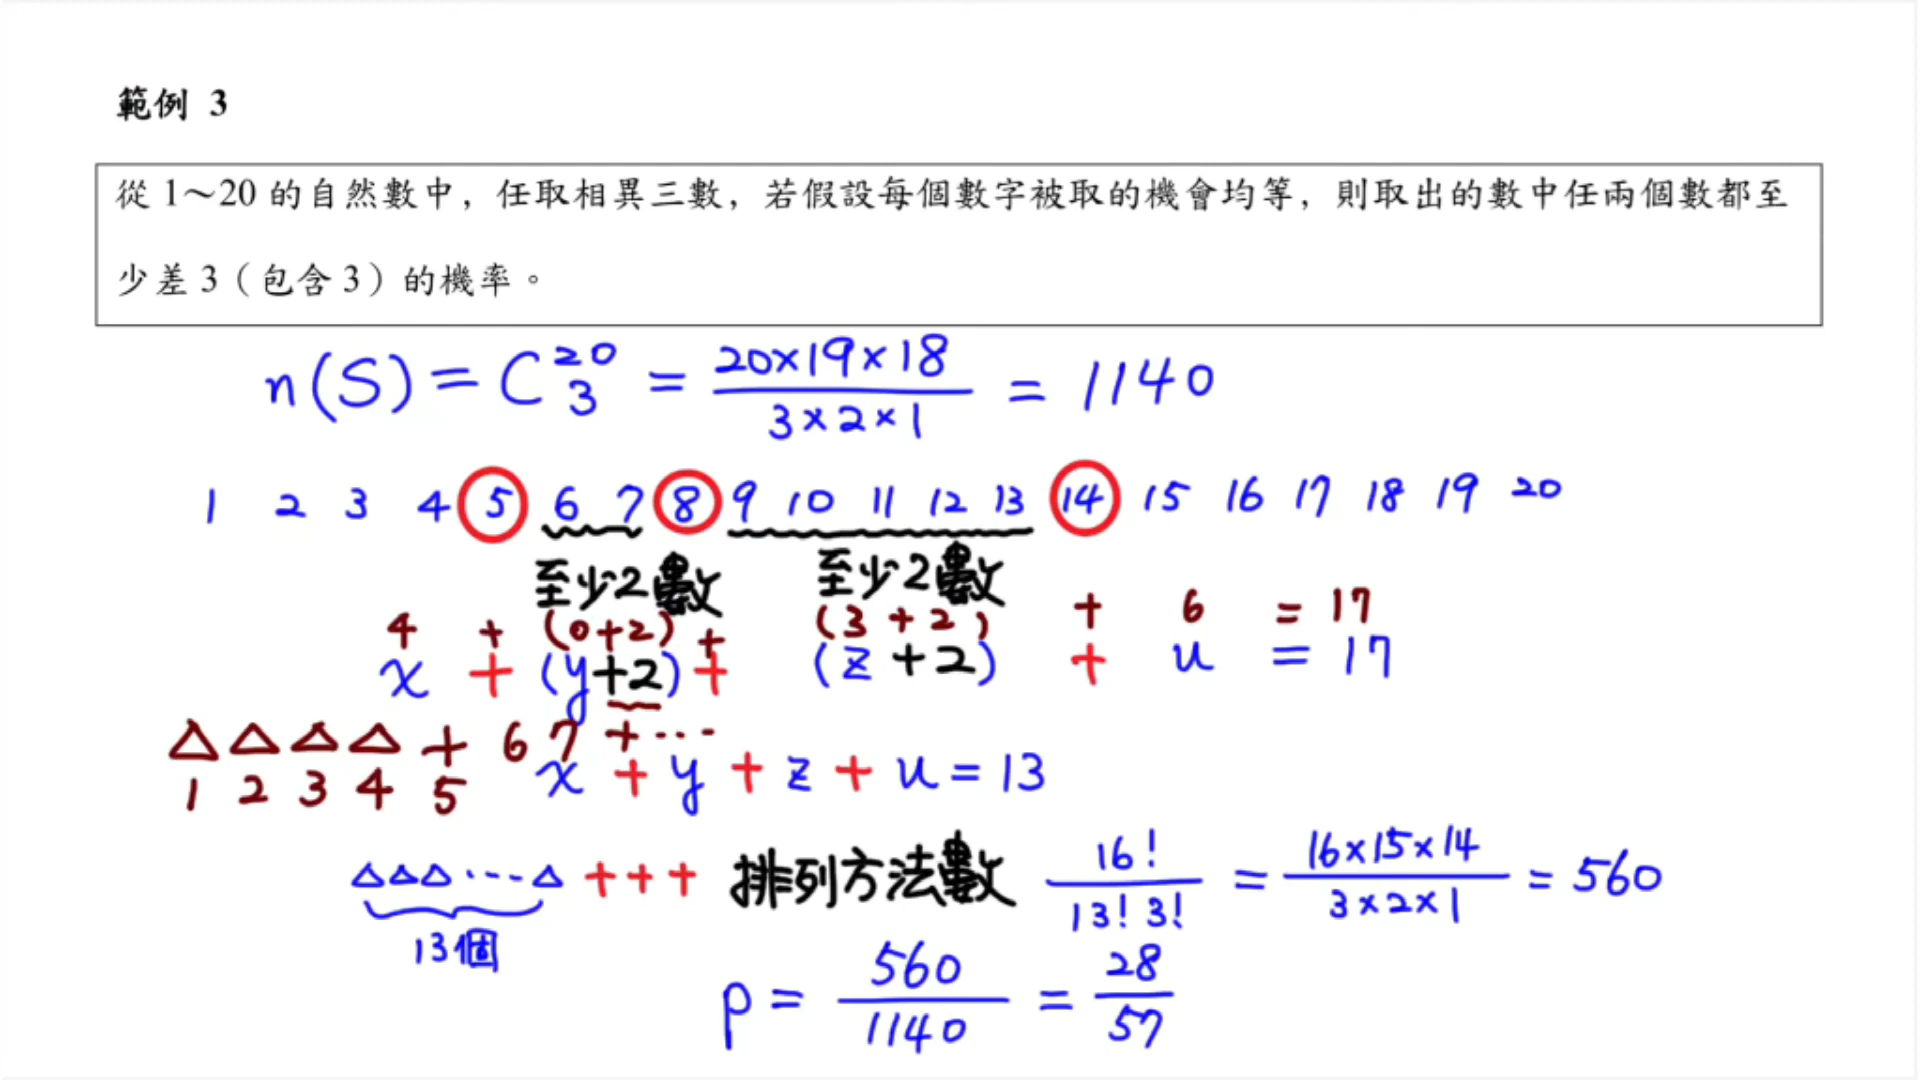 範例 3
從 1～20 的自然數中，任取相異三數，若假設每個數字被取的機會均等，則取出的數中任兩個數都至
少差 3（包含 3）的機率。
n(S) = C 20 3 = 20×19×18 / 3×2×1 = 1140
1 2 3 4 5 6 7 8 9 10 11 12 13 14 15 16 17 18 19 20
至少2數 至少2數
4 + (0+2) + (3+2) + 6 = 17
x + (y+2) + (z+2) + u = 17
△△△△ + 6 7 + ...
1 2 3 4 5
x + y + z + u = 13
△△△...△ +++ 排列方法數 16! / 13! 3! = 16×15×14 / 3×2×1 = 560
13個
p = 560 / 1140 = 28 / 57